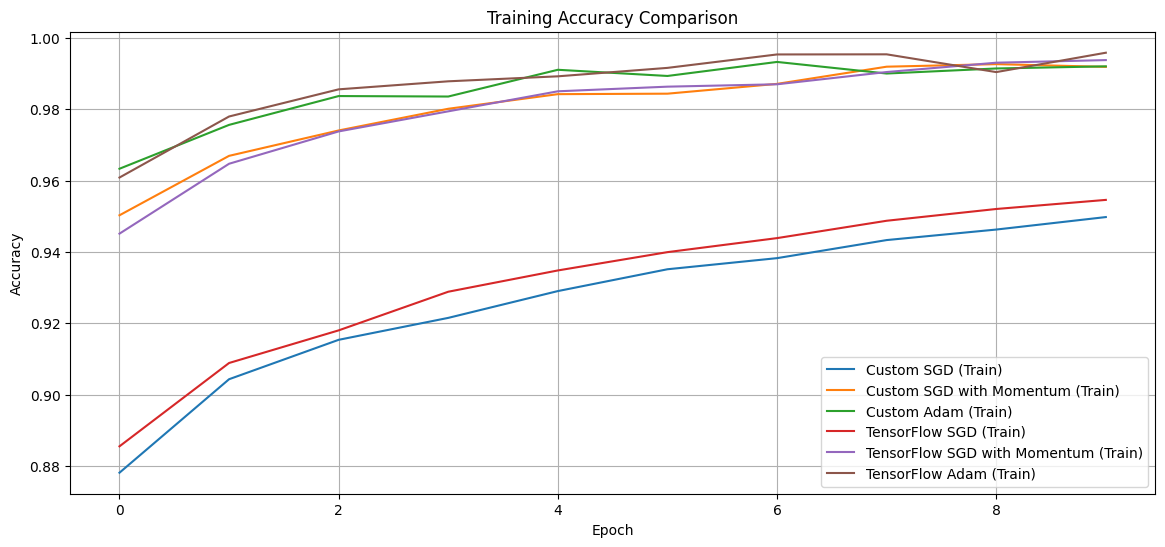 Training Accuracy Comparison
1.00
0.98
0.96
0.94
0.92
0.90
0.88
Accuracy
Custom SGD (Train)
Custom SGD with Momentum (Train)
Custom Adam (Train)
TensorFlow SGD (Train)
TensorFlow SGD with Momentum (Train)
TensorFlow Adam (Train)
0 2 4 6 8
Epoch